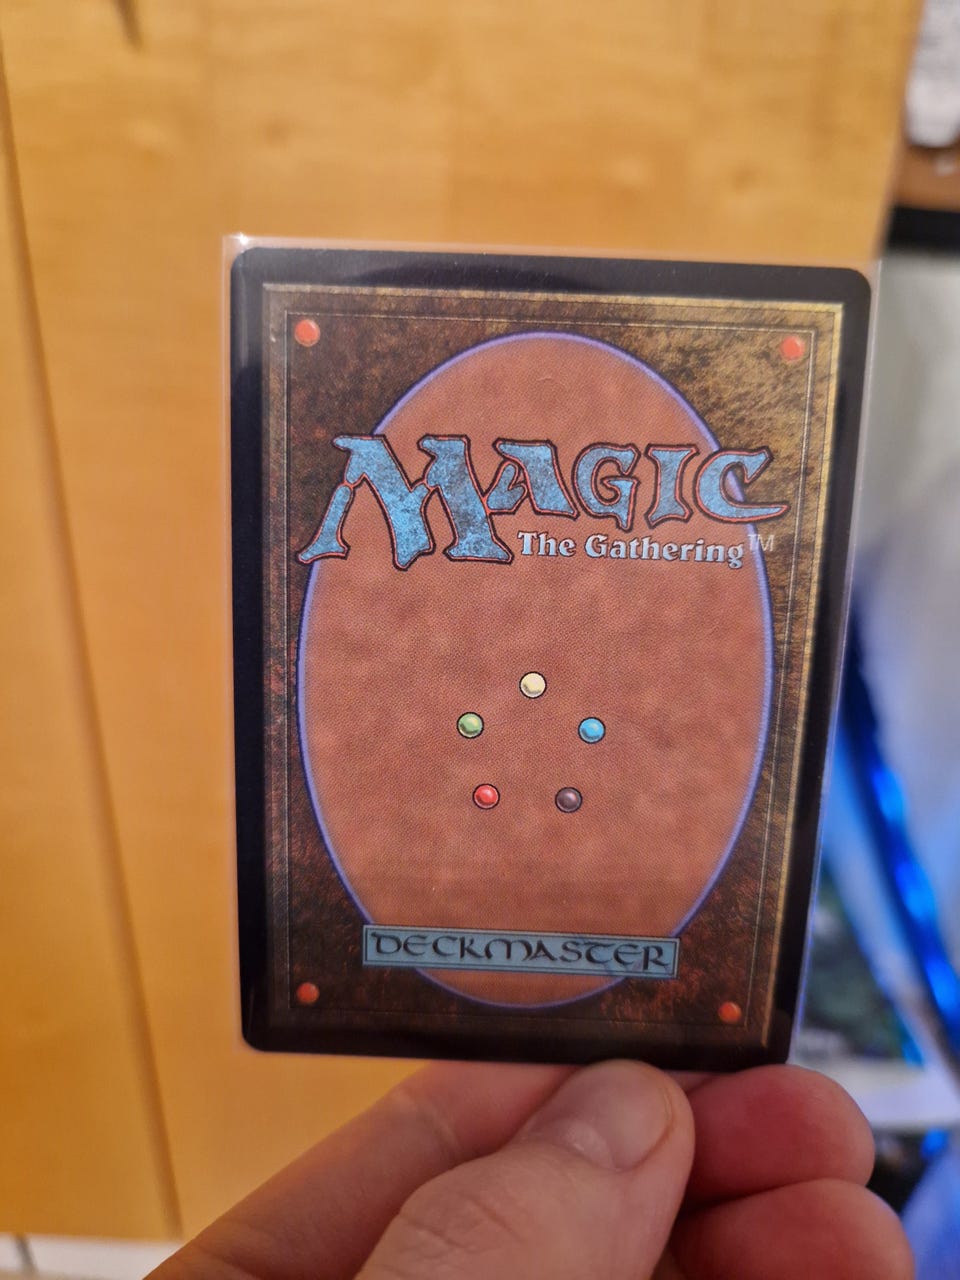 MAGIC
The Gathering™
DECKMASTER